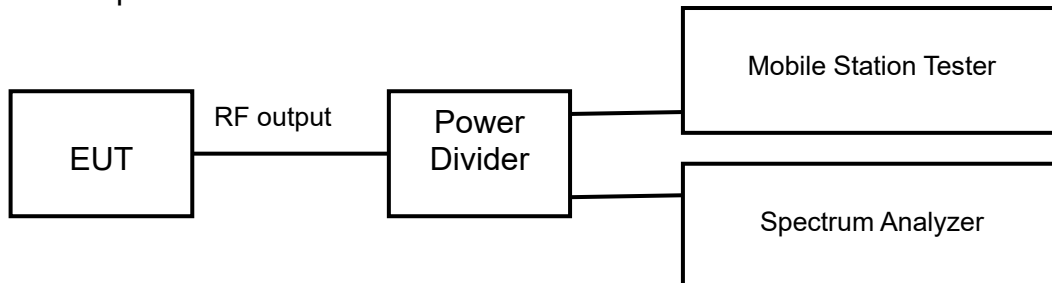 EUT
RF output
Power
Divider
Mobile Station Tester
Spectrum Analyzer